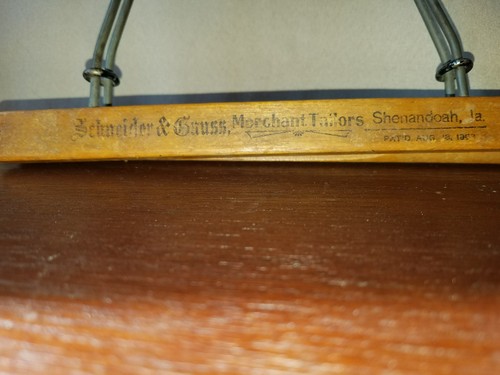 Schneider & Gauss, Merchant Tailors Shenandoah, Ia.
PAT'D. AUG.